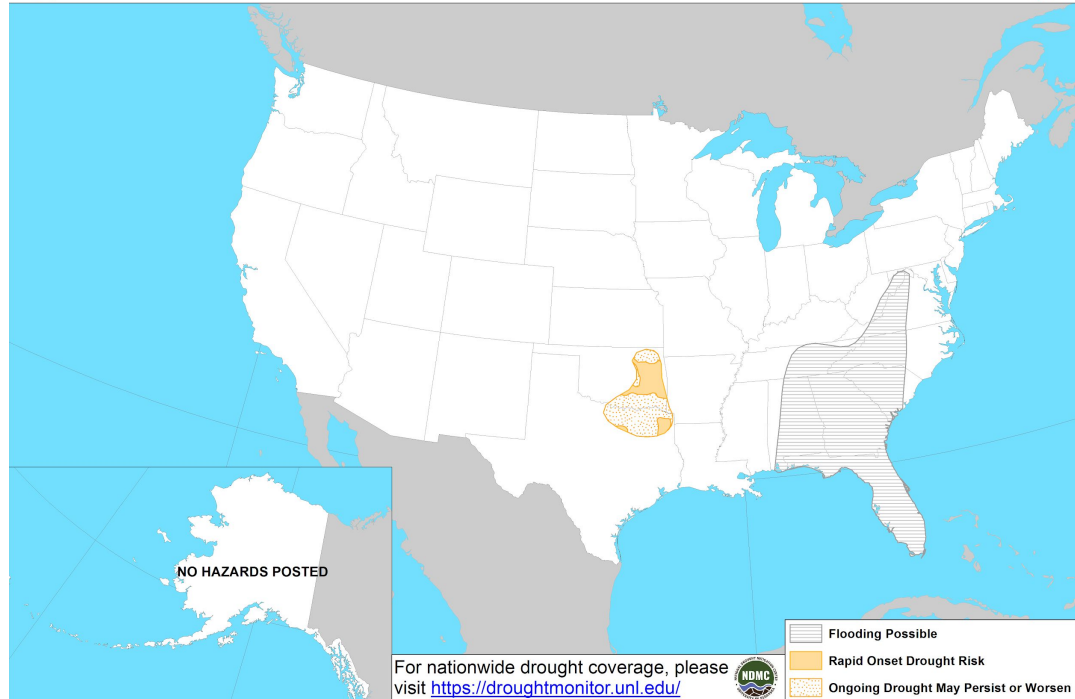 NO HAZARDS POSTED
For nationwide drought coverage, please
visit https://droughtmonitor.unl.edu/
NDMC
Flooding Possible
Rapid Onset Drought Risk
Ongoing Drought May Persist or Worsen